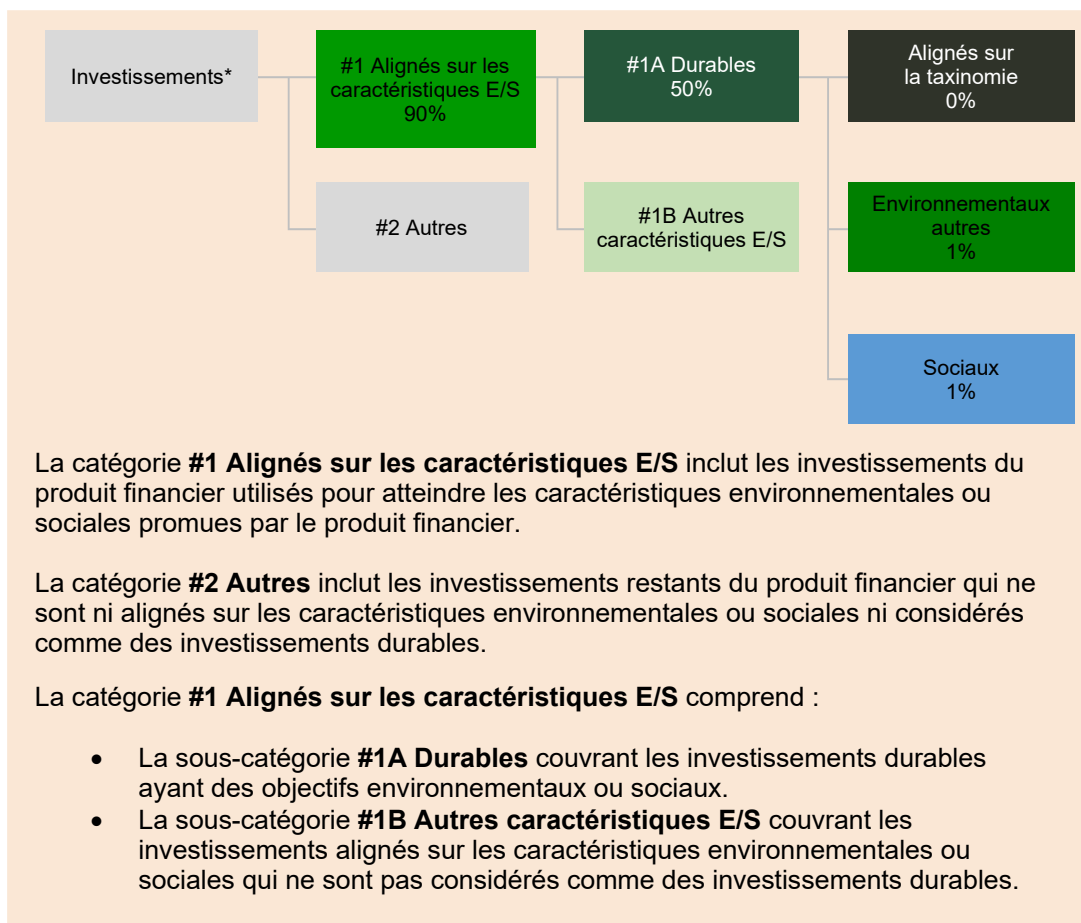 Investissements*
#1 Alignés sur les
caractéristiques E/S
90%
#1A Durables
50%
Alignés sur
la taxinomie
0%
#2 Autres
#1B Autres
caractéristiques E/S
Environnementaux
autres
1%
Sociaux
1%
La catégorie #1 Alignés sur les caractéristiques E/S inclut les investissements du
produit financier utilisés pour atteindre les caractéristiques environnementales ou
sociales promues par le produit financier.
La catégorie #2 Autres inclut les investissements restants du produit financier qui ne
sont ni alignés sur les caractéristiques environnementales ou sociales ni considérés
comme des investissements durables.
La catégorie #1 Alignés sur les caractéristiques E/S comprend :
• La sous-catégorie #1A Durables couvrant les investissements durables
ayant des objectifs environnementaux ou sociaux.
• La sous-catégorie #1B Autres caractéristiques E/S couvrant les
investissements alignés sur les caractéristiques environnementales ou
sociales qui ne sont pas considérés comme des investissements durables.